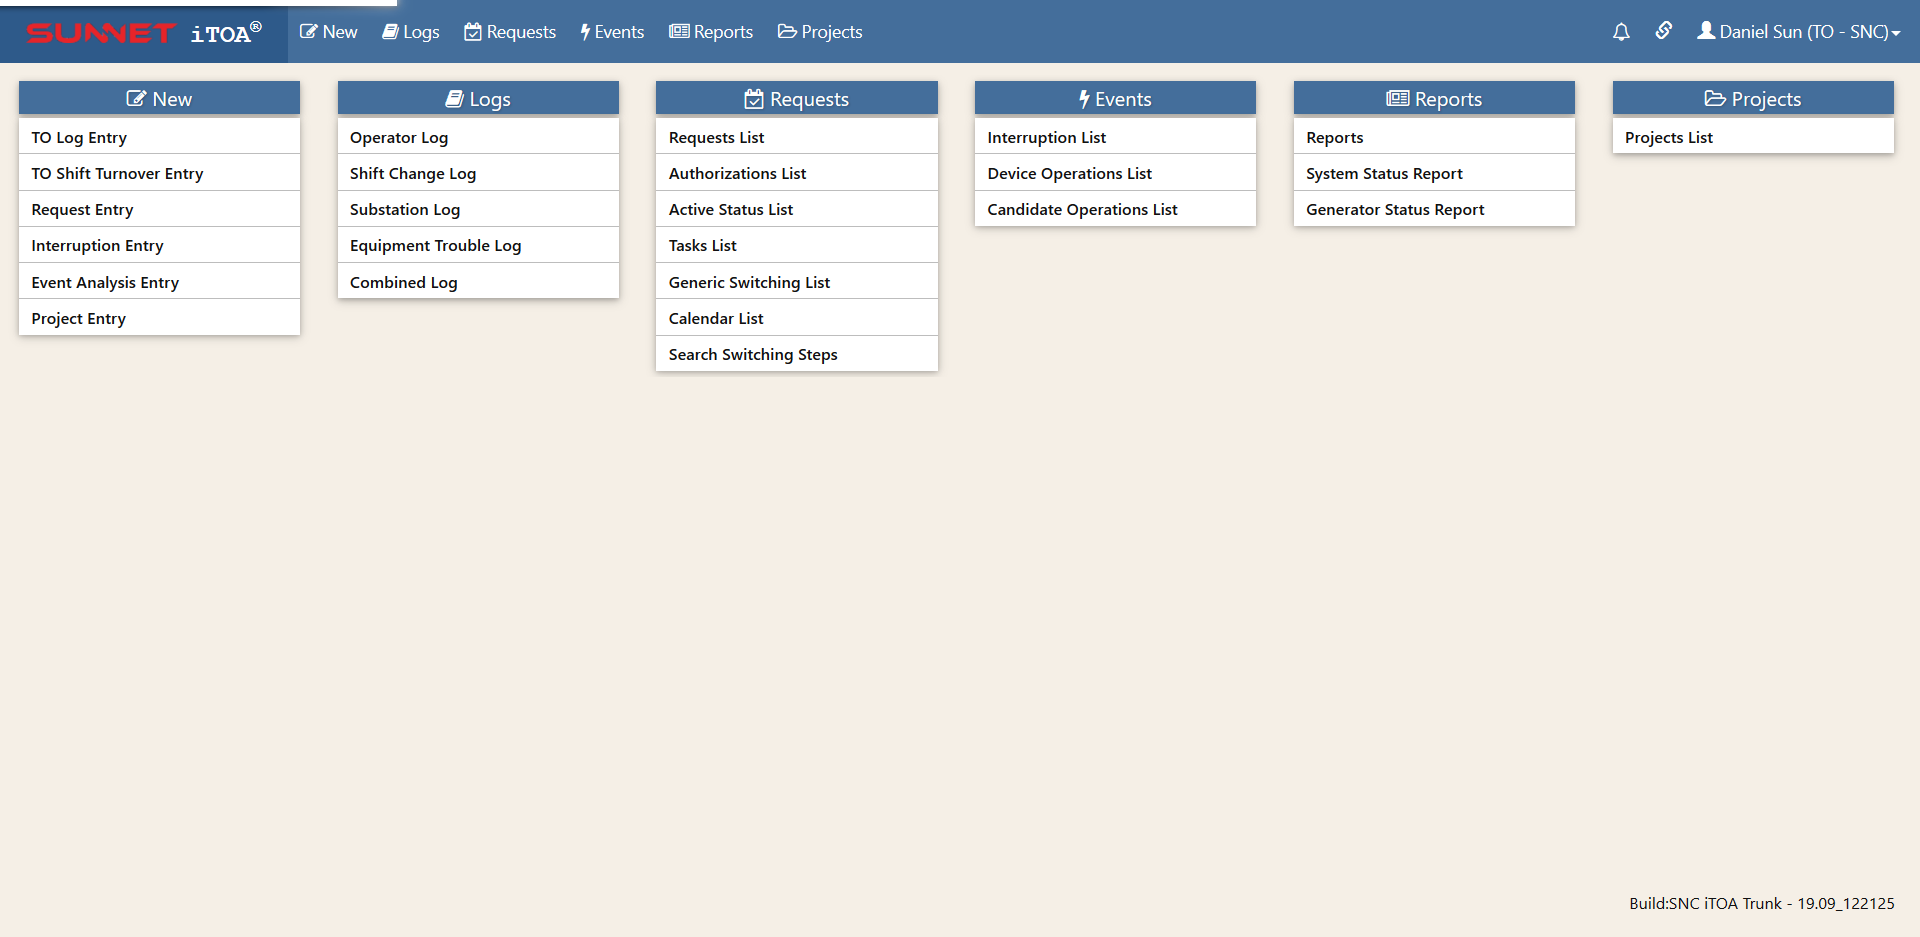 SUNNET iTOA® New Logs Requests Events Reports Projects Daniel Sun (TO - SNC)
New
TO Log Entry
TO Shift Turnover Entry
Request Entry
Interruption Entry
Event Analysis Entry
Project Entry
Logs
Operator Log
Shift Change Log
Substation Log
Equipment Trouble Log
Combined Log
Requests
Requests List
Authorizations List
Active Status List
Tasks List
Generic Switching List
Calendar List
Search Switching Steps
Events
Interruption List
Device Operations List
Candidate Operations List
Reports
Reports
System Status Report
Generator Status Report
Projects
Projects List
Build:SNC iTOA Trunk - 19.09_122125